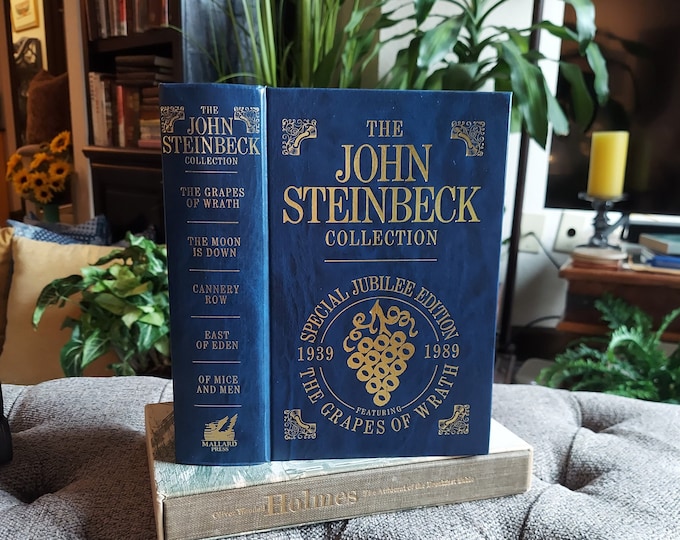 THE
JOHN
STEINBECK
COLLECTION
THE GRAPES
OF WRATH
THE MOON
IS DOWN
CANNERY
ROW
EAST
OF EDEN
OF MICE
AND MEN
MALLARD
PRESS
THE
JOHN
STEINBECK
COLLECTION
SPECIAL JUBILEE EDITION
1939 1989
FEATURING
THE GRAPES OF WRATH
Holmes